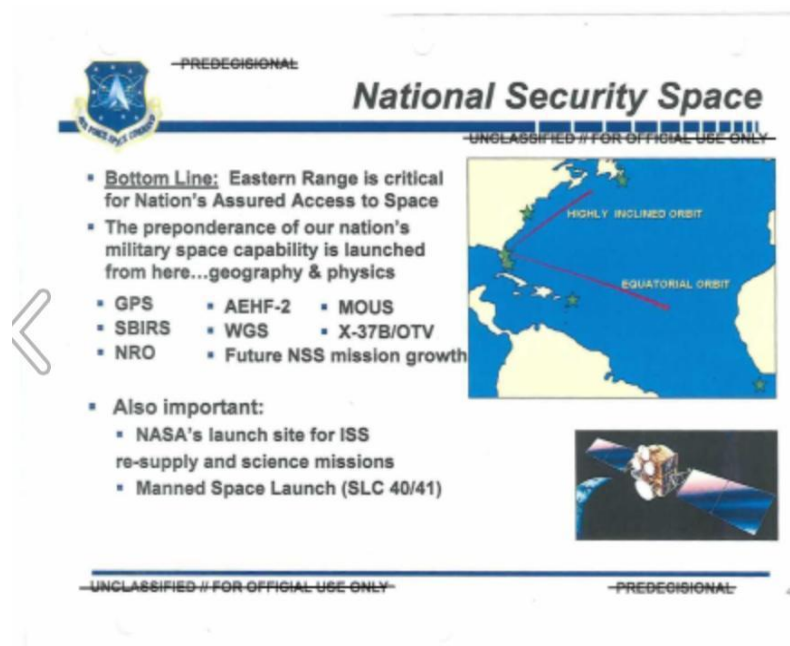 PREDECISIONAL
National Security Space
UNCLASSIFIED // FOR OFFICIAL USE ONLY
▪ Bottom Line: Eastern Range is critical
for Nation's Assured Access to Space
▪ The preponderance of our nation's
military space capability is launched
from here...geography & physics
▪ GPS ▪ AEHF-2 ▪ MOUS
▪ SBIRS ▪ WGS ▪ X-37B/OTV
▪ NRO ▪ Future NSS mission growth
HIGHLY INCLINED ORBIT
EQUATORIAL ORBIT
▪ Also important:
▪ NASA's launch site for ISS
re-supply and science missions
▪ Manned Space Launch (SLC 40/41)
UNCLASSIFIED // FOR OFFICIAL USE ONLY
PREDECISIONAL